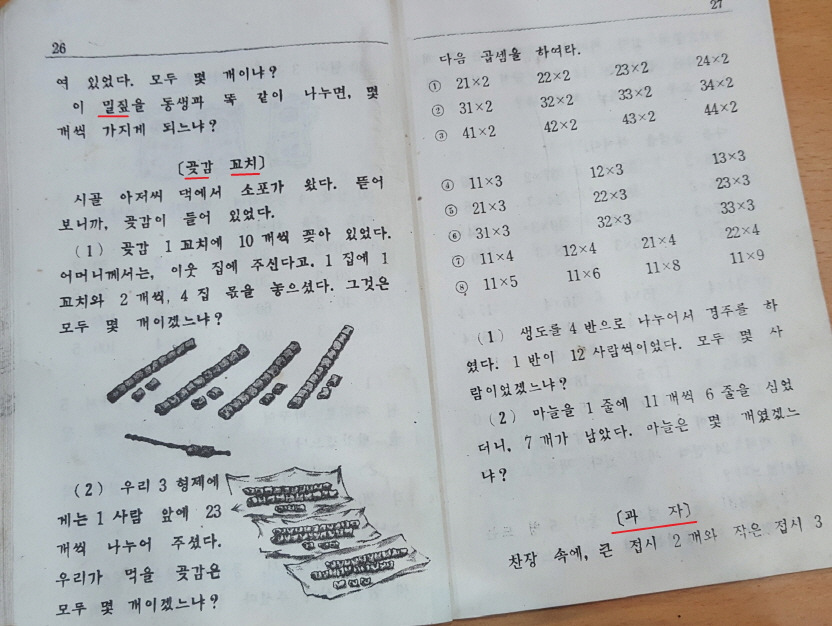 26
여 있었다. 모두 몇 개이냐?
이 밀짚을 동생과 똑 같이 나누면, 몇
개씩 가지게 되느냐?
〔곶감 꼬치〕
시골 아저씨 댁에서 소포가 왔다. 뜯어
보니까, 곶감이 들어 있었다.
(1) 곶감 1 꼬치에 10 개씩 꽂아 있었다.
어머니께서는, 이웃 집에 주신다고, 1 집에 1
꼬치와 2 개씩, 4 집 몫을 놓으셨다. 그것은
모두 몇 개이겠느냐?
(2) 우리 3 형제에
게는 1 사람 앞에 23
개씩 나누어 주셨다.
우리가 먹을 곶감은
모두 몇 개이겠느냐?
27
다음 곱셈을 하여라.
① 21×2 22×2 23×2 24×2
② 31×2 32×2 33×2 34×2
③ 41×2 42×2 43×2 44×2
④ 11×3 12×3 13×3
⑤ 21×3 22×3 23×3
⑥ 31×3 32×3 33×3
⑦ 11×4 12×4 21×4 22×4
⑧ 11×5 11×6 11×8 11×9
(1) 생도를 4 반으로 나누어서 경주를 하
였다. 1 반이 12 사람씩이었다. 모두 몇 사
람이었겠느냐?
(2) 마늘을 1 줄에 11 개씩 6 줄을 심었
더니, 7 개가 남았다. 마늘은 몇 개였겠느
냐?
〔과 자〕
찬장 속에, 큰 접시 2 개와 작은 접시 3